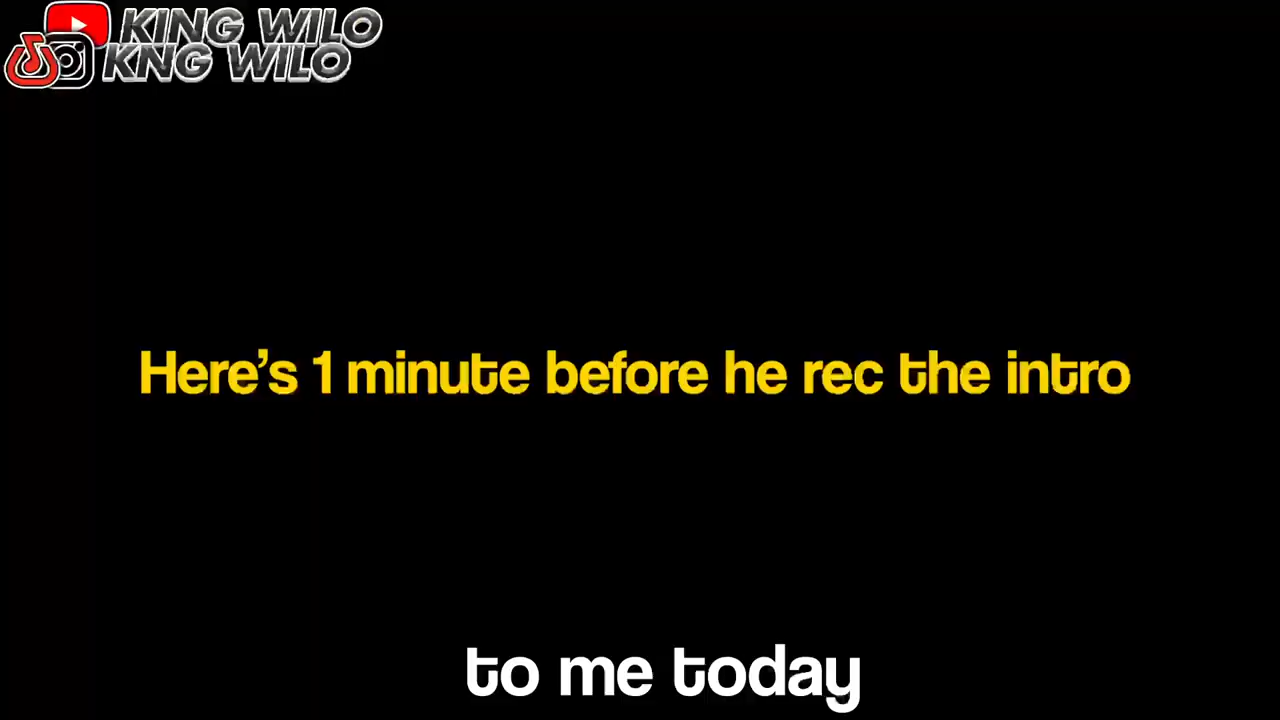 KING WILO
KNG WILO
Here's 1 minute before he rec the intro
to me today